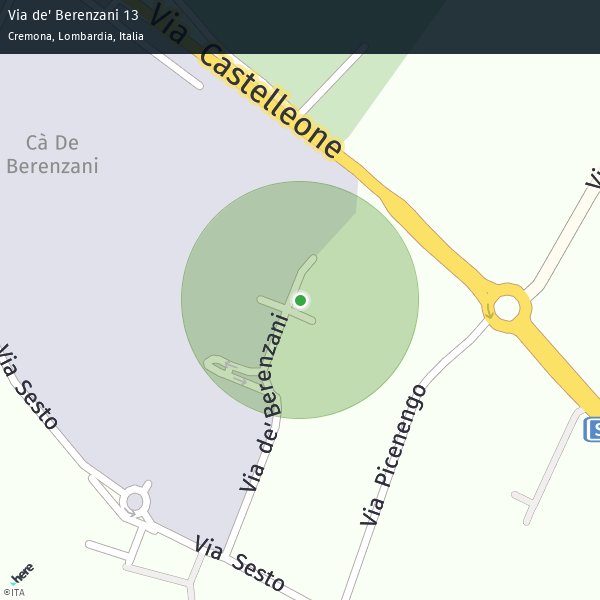 Via de' Berenzani 13
Cremona, Lombardia, Italia
Via Castelleone
Cà De
Berenzani
Via de' Berenzani
Via Sesto
Via Picenengo
Via Sesto
here
©ITA